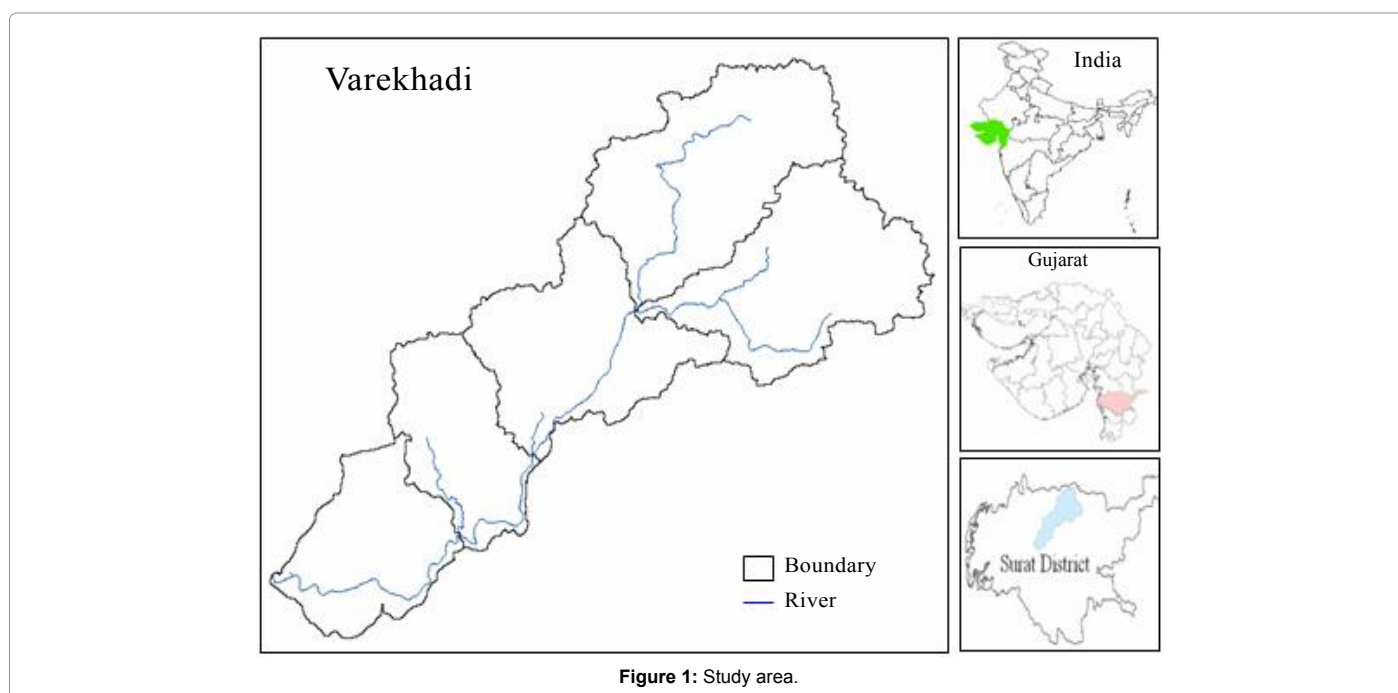 Varekhadi
India
Gujarat
Surat District
Boundary
River
Figure 1: Study area.